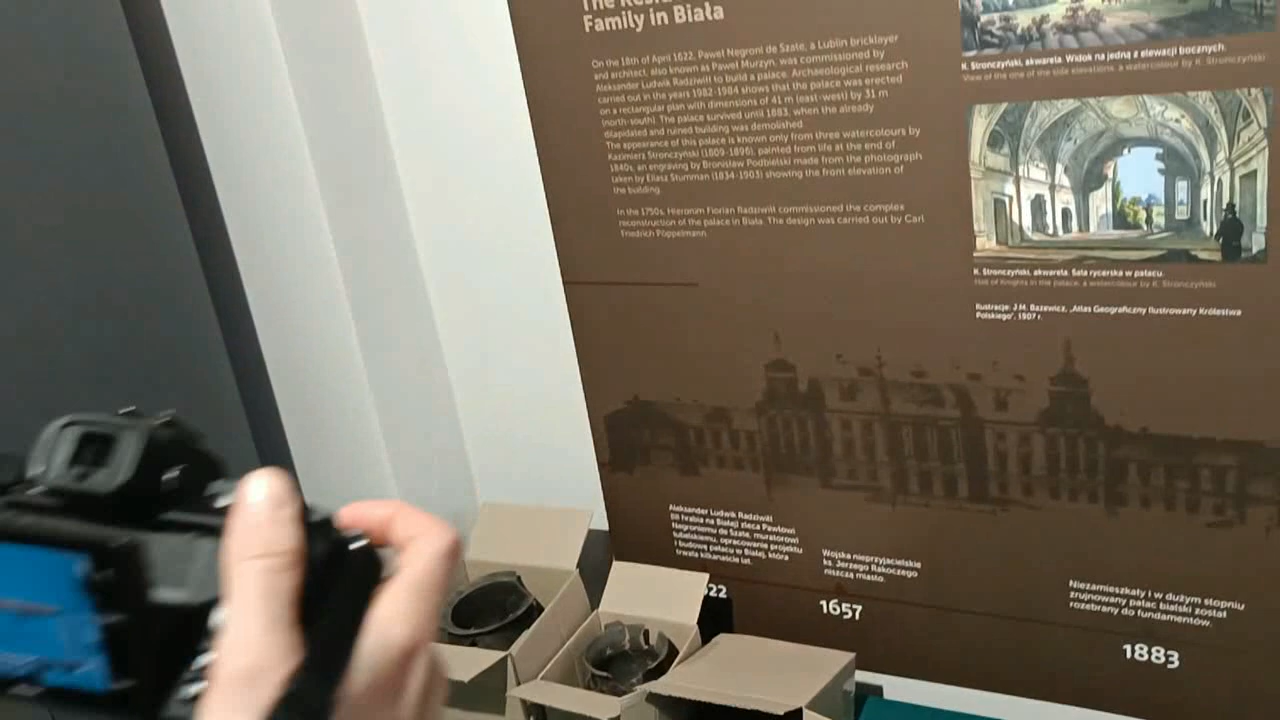 The
Family in Biała
On the 18th of April 1622, Paweł Negroni de Szate, a Lublin bricklayer
and architect, also known as Paweł Murzyn, was commissioned by
Aleksander Ludwik Radziwiłł to build a palace. Archaeological research
carried out in the years 1982-1984 shows that the palace was erected
on a rectangular plan with dimensions of 41 m (east-west) by 31 m
(north-south). The palace survived until 1883, when the already
dilapidated and ruined building was demolished.
The appearance of this palace is known only from three watercolours by
Kazimierz Stronczyński (1809-1896), painted from life at the end of
1840s, an engraving by Bronisław Podbielski made from the photograph
taken by Eliasz Stumman (1834-1903) showing the front elevation of
the building.
In the 1750s, Hieronim Florian Radziwiłł commissioned the complex
reconstruction of the palace in Biała. The design was carried out by Carl
Friedrich Pöppelmann.
K. Stronczyński, akwarela. Widok na jedną z elewacji bocznych.
View of the one of the side elevations, a watercolour by K. Stronczyński
K. Stronczyński, akwarela. Sala rycerska w pałacu.
Hall of Knights in the palace, a watercolour by K. Stronczyński
Ilustracje: J.M. Bazewicz, „Atlas Geograficzny Ilustrowany Królestwa
Polskiego", 1907 r.
Aleksander Ludwik Radziwiłł
III hrabia na Białej) zleca Pawłowi
Negroniemu de Szate, muratorowi
lubelskiemu, opracowanie projektu
i budowę pałacu w Białej, która
trwała kilkanaście lat.
22
Wojska nieprzyjacielskie
ks. Jerzego Rakoczego
niszczą miasto.
1657
Niezamieszkały i w dużym stopniu
zrujnowany pałac bialski został
rozebrany do fundamentów.
1883